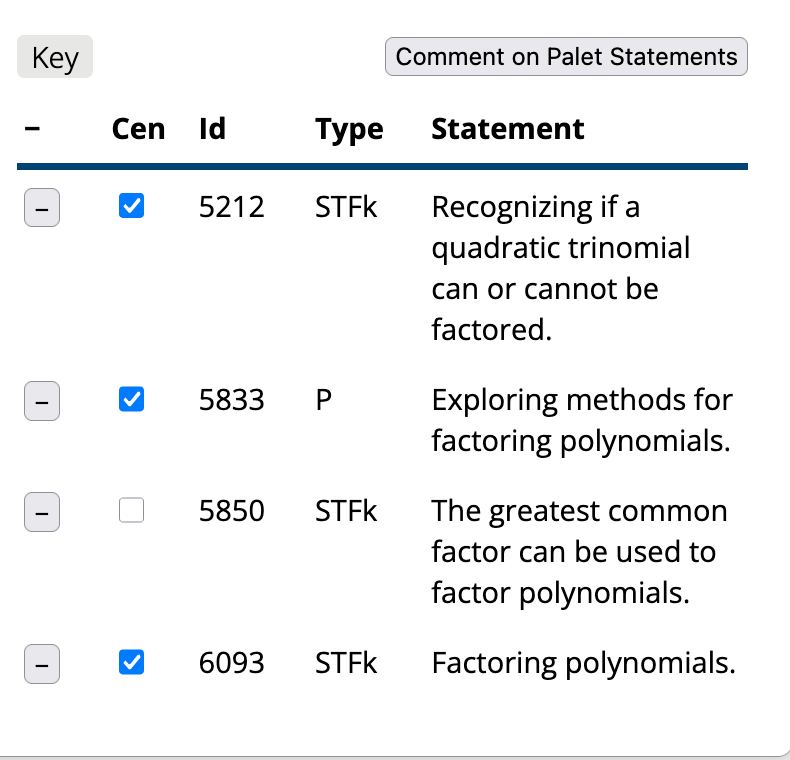 Key
Comment on Palet Statements
– Cen Id Type Statement
– 5212 STFk Recognizing if a
quadratic trinomial
can or cannot be
factored.
– 5833 P Exploring methods for
factoring polynomials.
– 5850 STFk The greatest common
factor can be used to
factor polynomials.
– 6093 STFk Factoring polynomials.